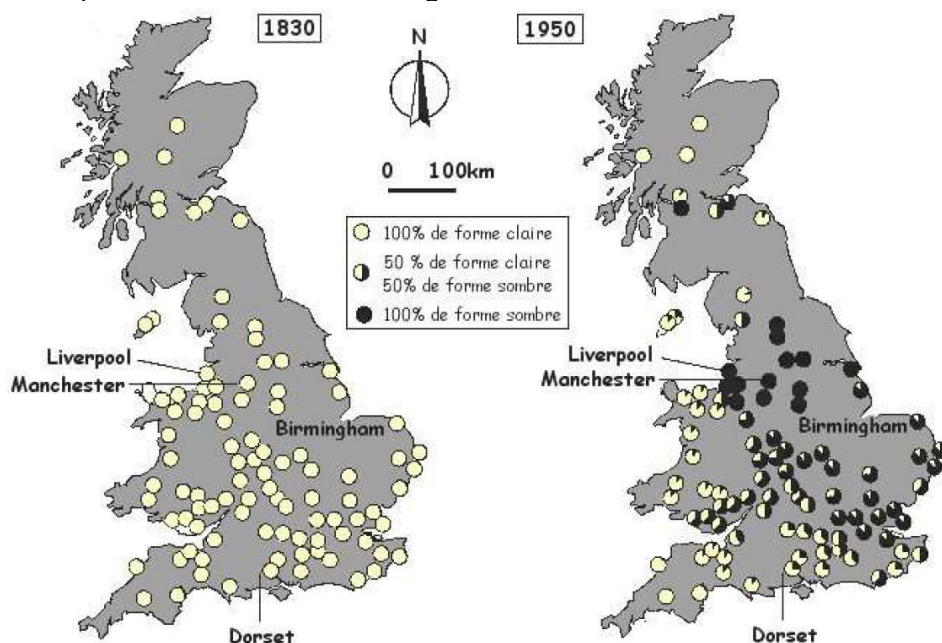 1830
1950
N
0 100km
100% de forme claire
50 % de forme claire
50% de forme sombre
100% de forme sombre
Liverpool
Manchester
Birmingham
Dorset
Liverpool
Manchester
Birmingham
Dorset